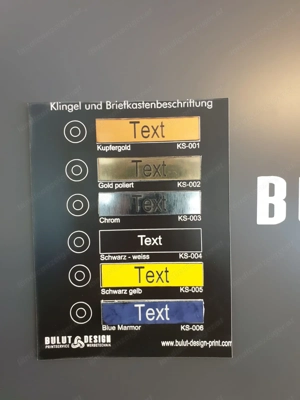 Klingel und Briefkastenbeschriftung
Text
Kupfergold KS-001
Text
Gold poliert KS-002
Text
Chrom KS-003
Text
Schwarz - weiss KS-004
Text
Schwarz gelb KS-005
Text
Blue Marmor KS-006
BULUT DESIGN
PRINTSERVICE WERBETECHNIK
www.bulut-design-print.com
B